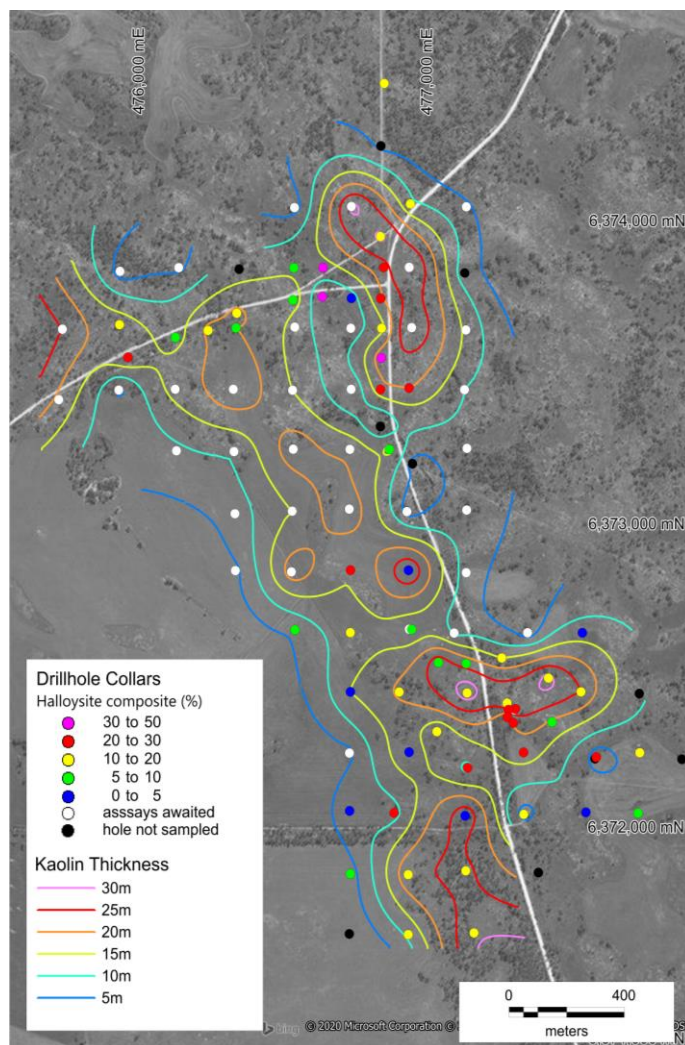 476,000 mE
477,000 mE
6,374,000 mN
6,373,000 mN
6,372,000 mN
Drillhole Collars
Halloysite composite (%)
30 to 50
20 to 30
10 to 20
5 to 10
0 to 5
asssays awaited
hole not sampled
Kaolin Thickness
30m
25m
20m
15m
10m
5m
0 400
meters
bing © 2020 Microsoft Corporation ©